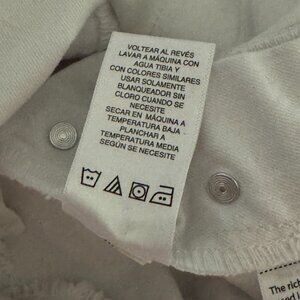 VOLTEAR AL REVÉS
LAVAR A MÁQUINA CON
AGUA TIBIA Y
CON COLORES SIMILARES
USAR SOLAMENTE
BLANQUEADOR SIN
CLORO CUANDO SE
NECESITE
SECAR EN MÁQUINA A
TEMPERATURA BAJA
PLANCHAR A
TEMPERATURA MEDIA
SEGÚN SE NECESITE
The rich